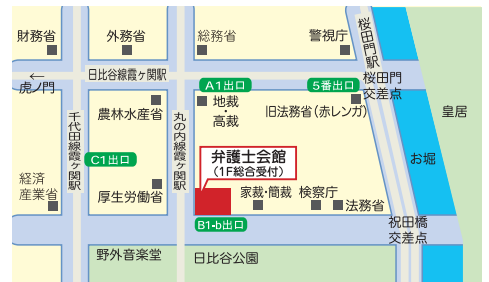 財務省
外務省
総務省
警視庁
桜田門駅
日比谷線霞ヶ関駅
←
虎ノ門
A1出口
5番出口
桜田門
交差点
千代田線霞ヶ関駅
農林水産省
丸の内線霞ヶ関駅
地裁
・
高裁
旧法務省(赤レンガ)
皇居
C1出口
弁護士会館
(1F総合受付)
お堀
経済
産業省
厚生労働省
家裁・簡裁
検察庁
法務省
B1-b出口
祝田橋
交差点
野外音楽堂
日比谷公園